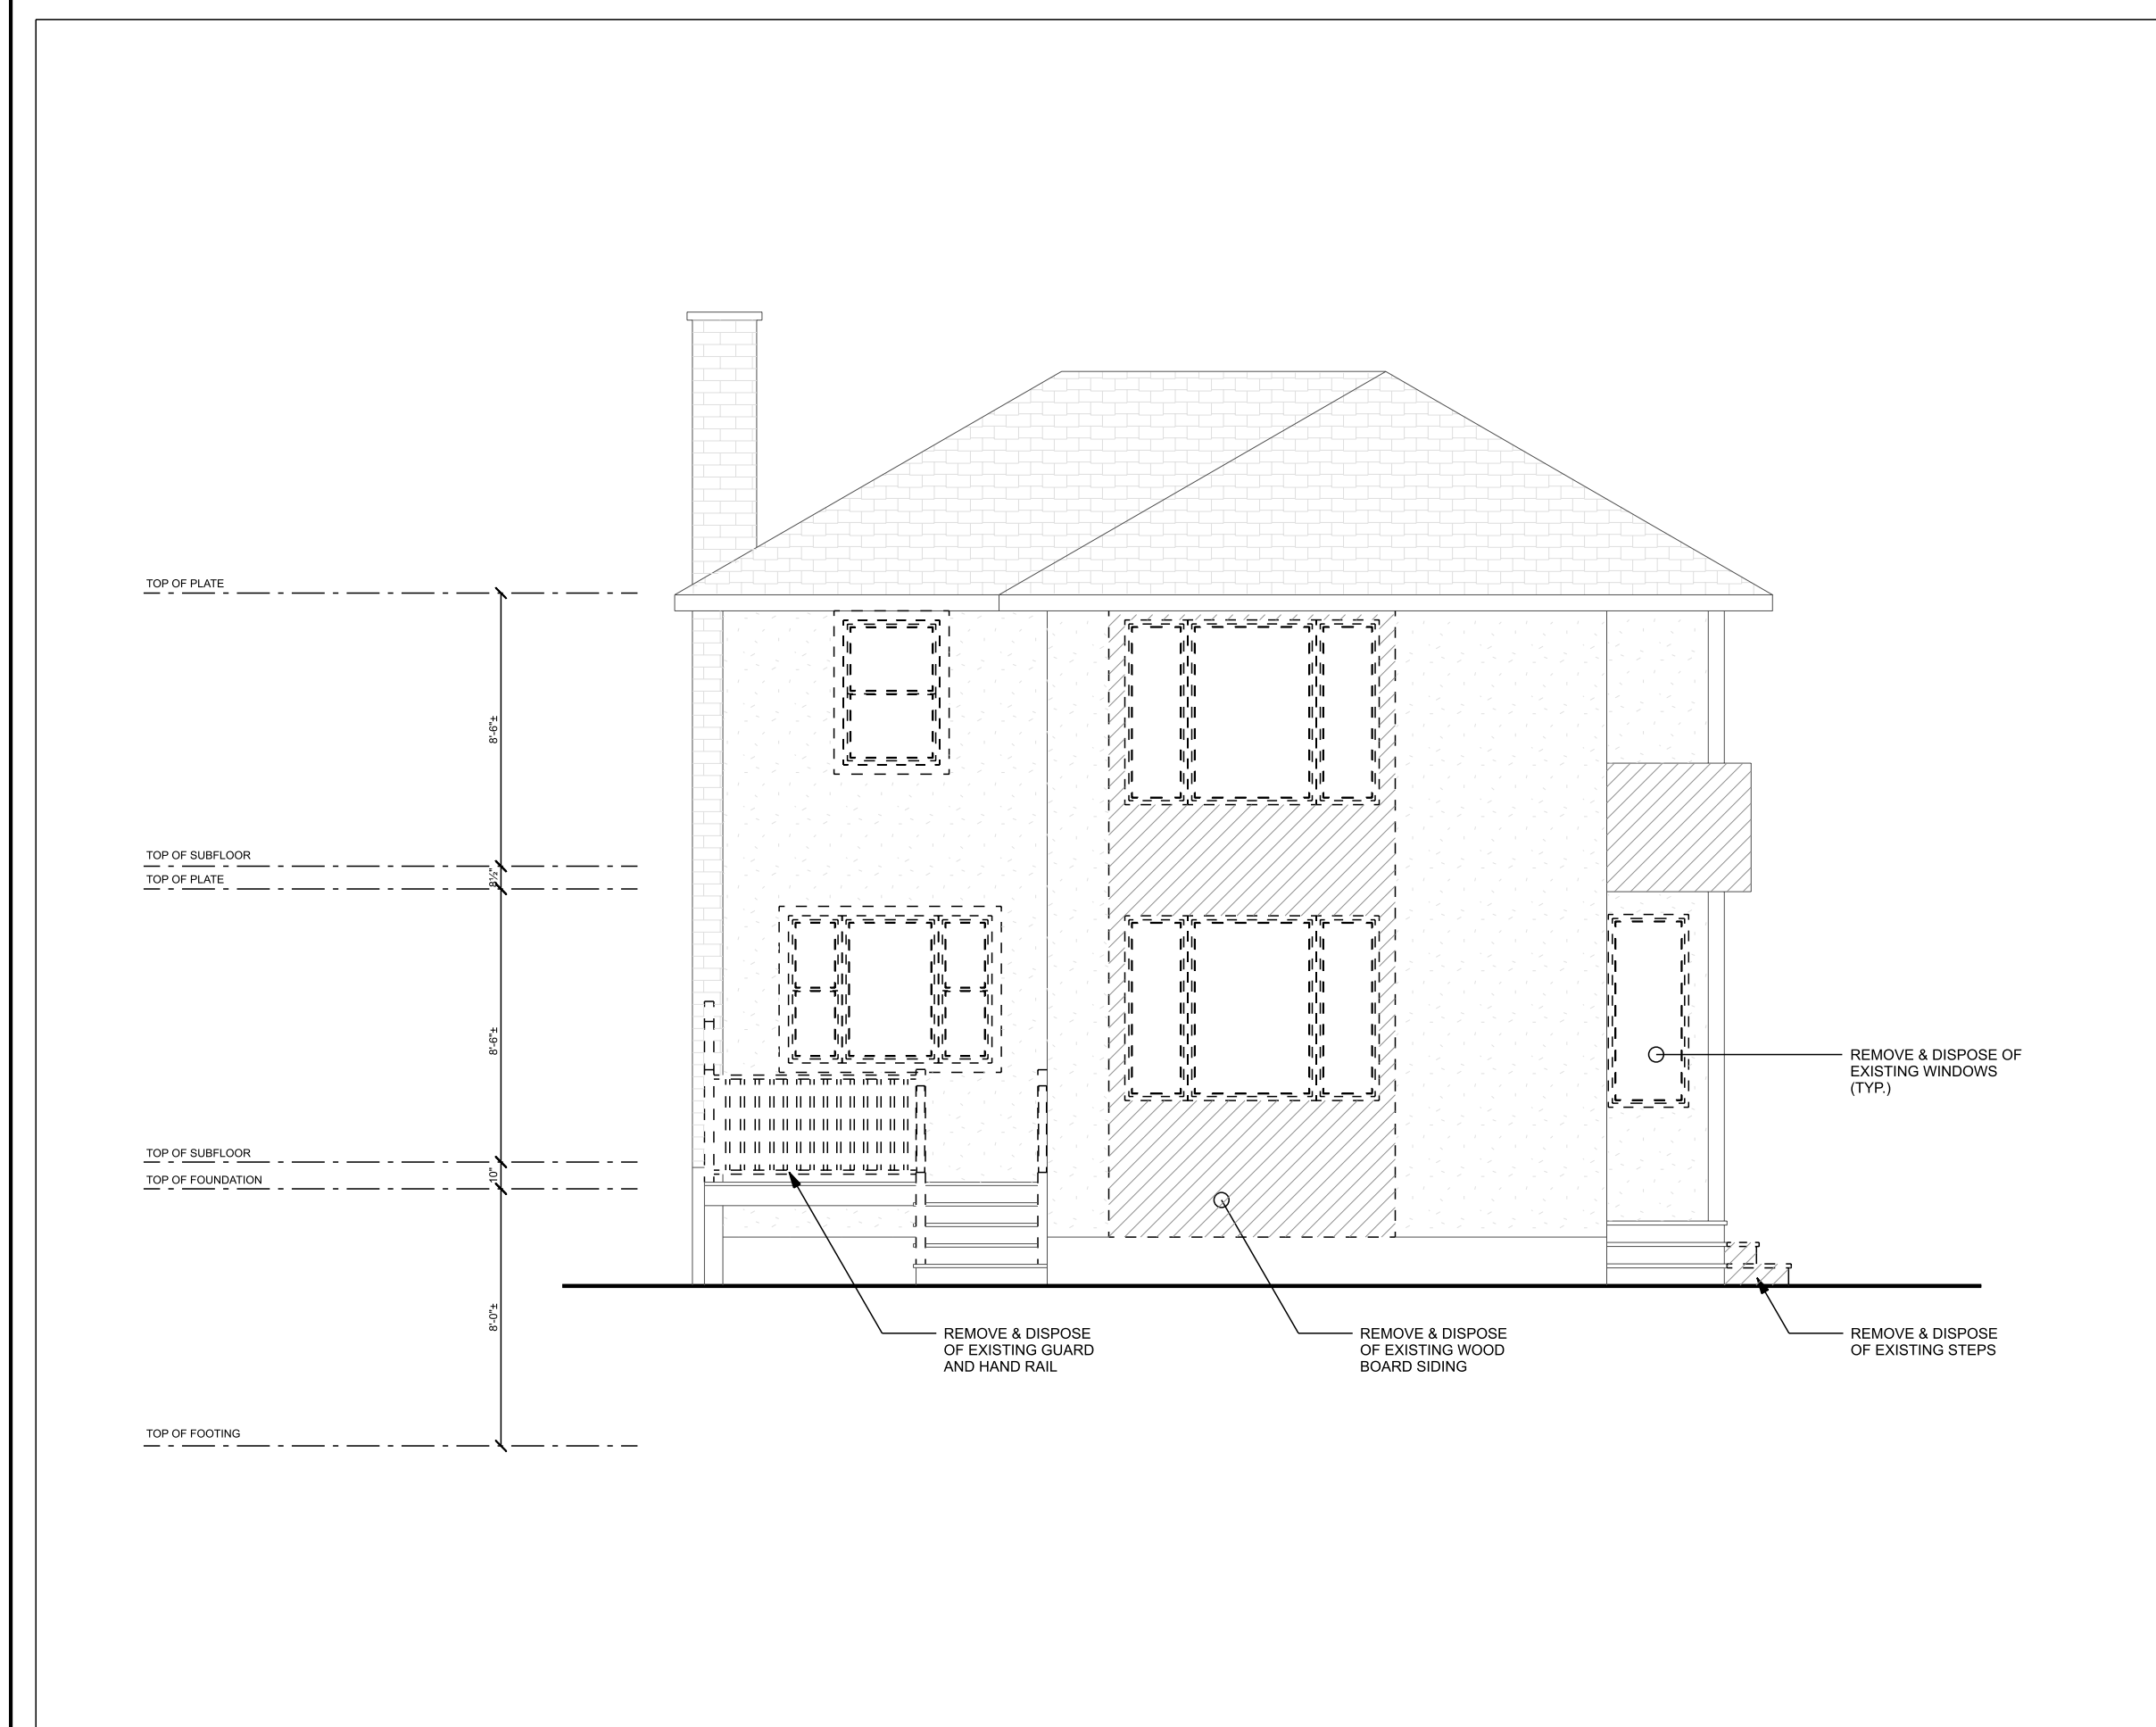 TOP OF PLATE
8'-6"±
TOP OF SUBFLOOR
8½"
TOP OF PLATE
8'-6"±
REMOVE & DISPOSE OF
EXISTING WINDOWS
(TYP.)
TOP OF SUBFLOOR
10"
TOP OF FOUNDATION
8'-0"±
REMOVE & DISPOSE
OF EXISTING GUARD
AND HAND RAIL
REMOVE & DISPOSE
OF EXISTING WOOD
BOARD SIDING
REMOVE & DISPOSE
OF EXISTING STEPS
TOP OF FOOTING